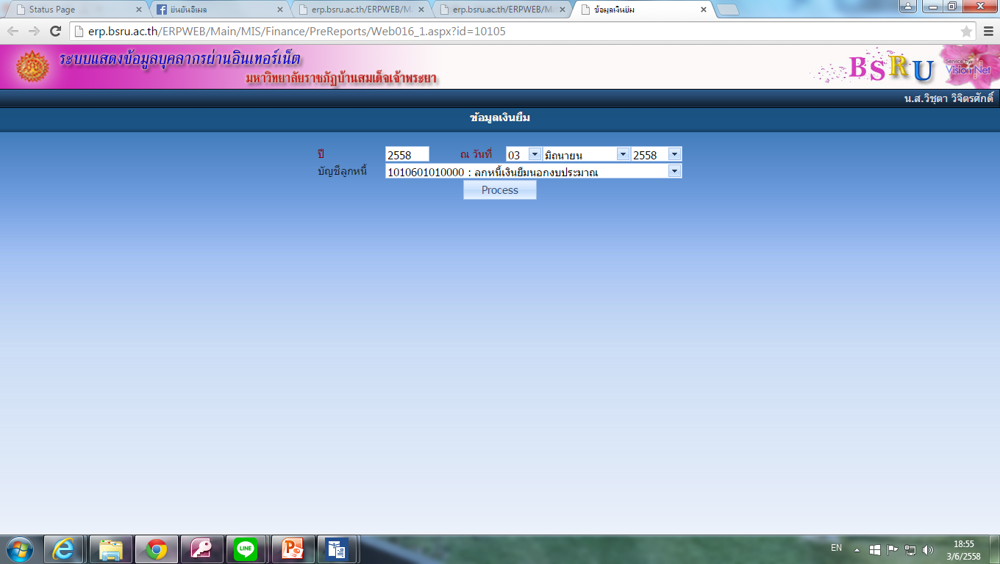 Status Page
ยืนยันอีเมล
erp.bsru.ac.th/ERPWEB/M
erp.bsru.ac.th/ERPWEB/M
ข้อมูลเงินยืม
erp.bsru.ac.th/ERPWEB/Main/MIS/Finance/PreReports/Web016_1.aspx?id=10105
ระบบแสดงข้อมูลบุคลากรผ่านอินเทอร์เน็ต
มหาวิทยาลัยราชภัฏบ้านสมเด็จเจ้าพระยา
BSRU
Service by
Vision Net
น.ส.วิชุตา วิจิตรศักดิ์
ข้อมูลเงินยืม
ปี 2558 ณ วันที่ 03 มิถุนายน 2558
บัญชีลูกหนี้ 1010601010000 : ลูกหนี้เงินยืมนอกงบประมาณ
Process
LINE
EN
18:55
3/6/2558